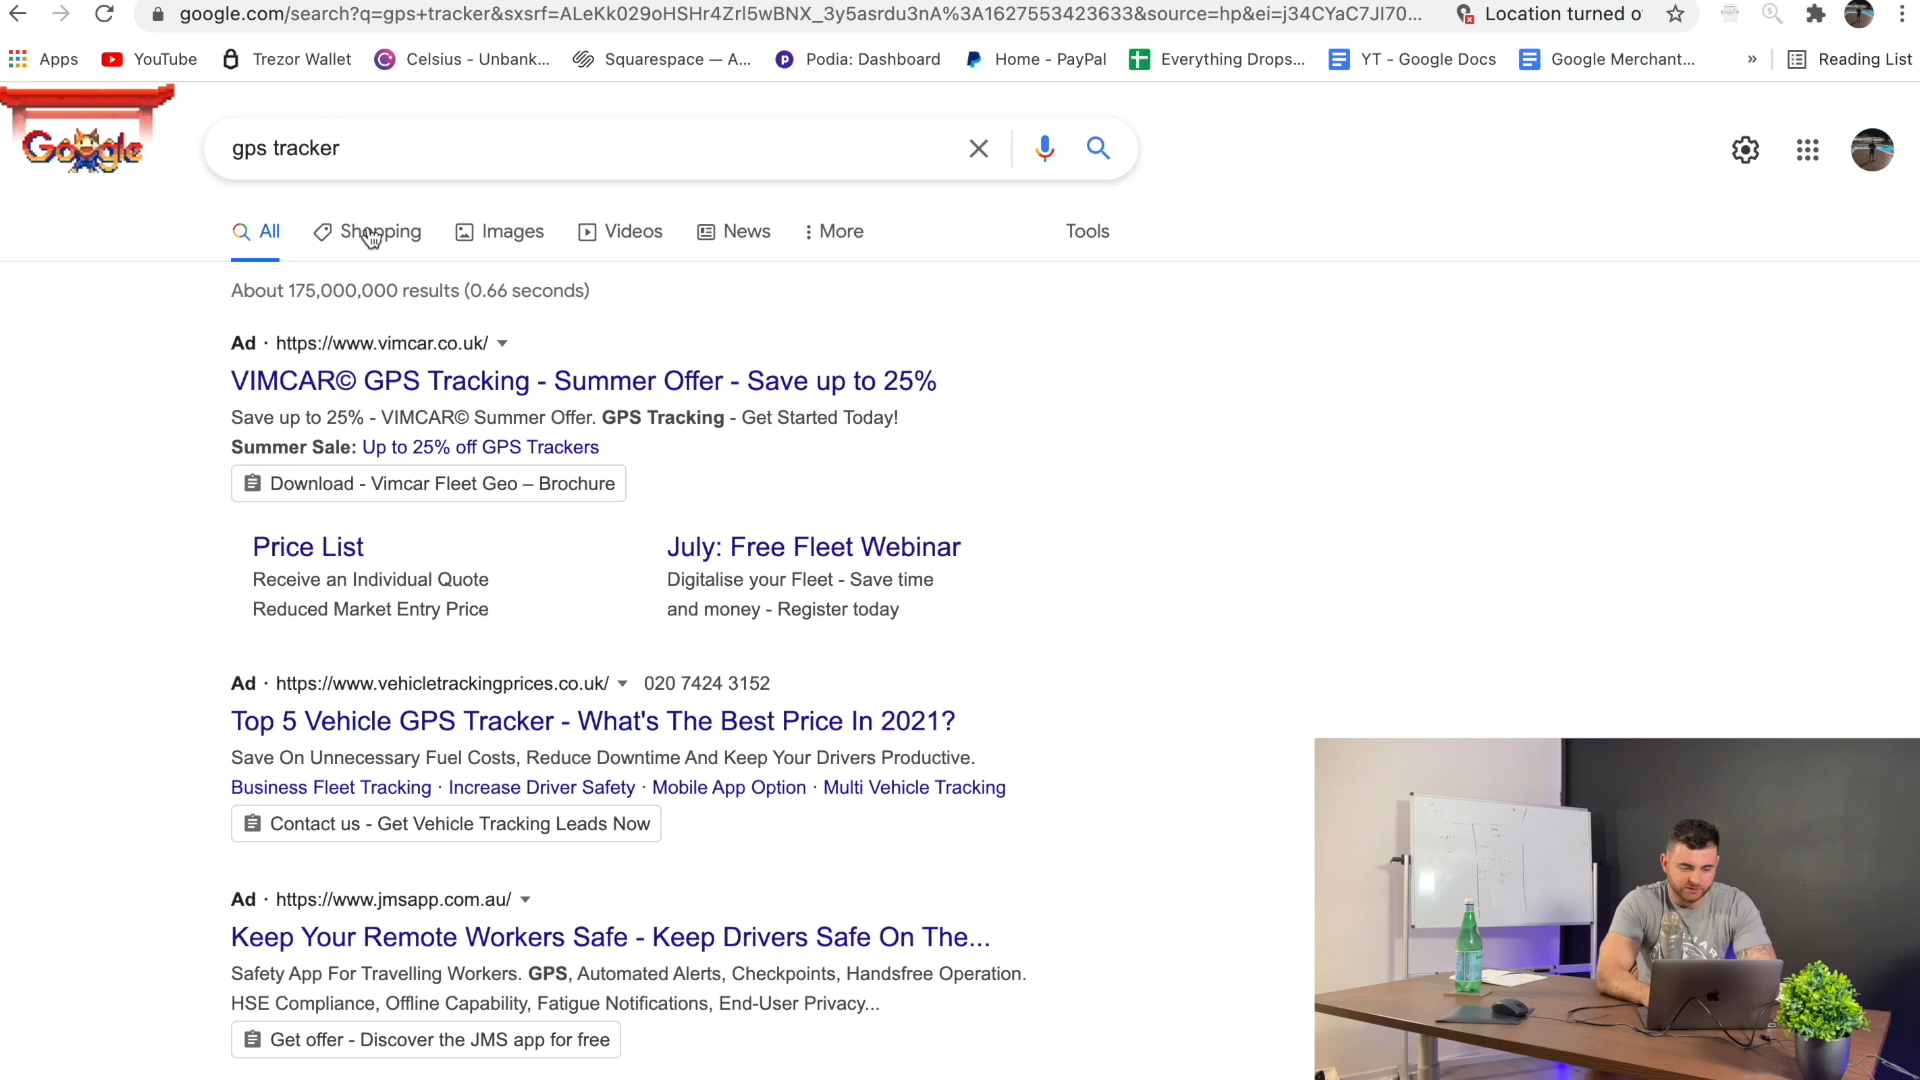 google.com/search?q=gps+tracker&sxsrf=ALeKk029oHSHr4Zrl5wBNX_3y5asrdu3nA%3A1627553423633&source=hp&ei=j34CYaC7JI70... Location turned o
Apps YouTube Trezor Wallet Celsius - Unbank... Squarespace — A... Podia: Dashboard Home - PayPal Everything Drops... YT - Google Docs Google Merchant... » Reading List
Google
gps tracker
All Shopping Images Videos News More Tools
About 175,000,000 results (0.66 seconds)
Ad · https://www.vimcar.co.uk/
VIMCAR© GPS Tracking - Summer Offer - Save up to 25%
Save up to 25% - VIMCAR© Summer Offer. GPS Tracking - Get Started Today!
Summer Sale: Up to 25% off GPS Trackers
Download - Vimcar Fleet Geo – Brochure
Price List
Receive an Individual Quote
Reduced Market Entry Price
July: Free Fleet Webinar
Digitalise your Fleet - Save time
and money - Register today
Ad · https://www.vehicletrackingprices.co.uk/ 020 7424 3152
Top 5 Vehicle GPS Tracker - What's The Best Price In 2021?
Save On Unnecessary Fuel Costs, Reduce Downtime And Keep Your Drivers Productive.
Business Fleet Tracking · Increase Driver Safety · Mobile App Option · Multi Vehicle Tracking
Contact us - Get Vehicle Tracking Leads Now
Ad · https://www.jmsapp.com.au/
Keep Your Remote Workers Safe - Keep Drivers Safe On The...
Safety App For Travelling Workers. GPS, Automated Alerts, Checkpoints, Handsfree Operation.
HSE Compliance, Offline Capability, Fatigue Notifications, End-User Privacy...
Get offer - Discover the JMS app for free